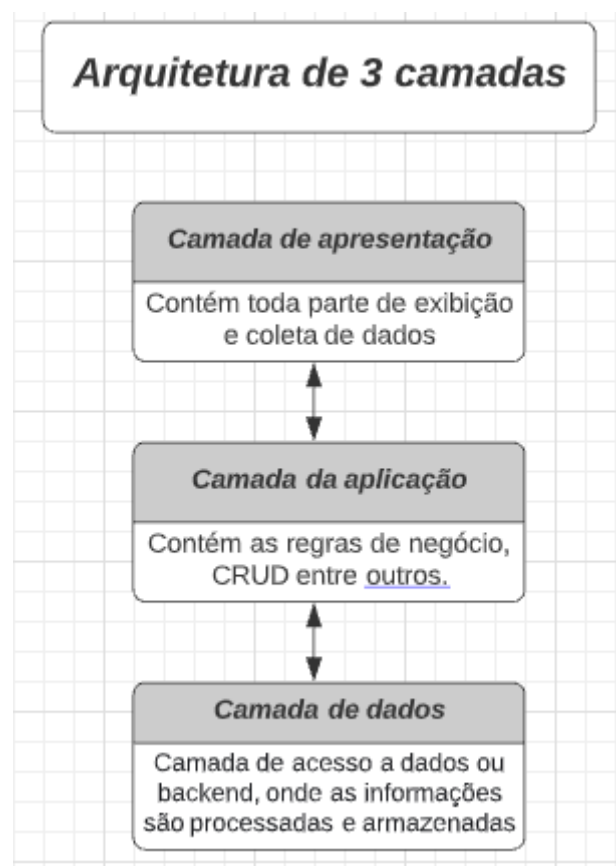 Arquitetura de 3 camadas
Camada de apresentação
Contém toda parte de exibição
e coleta de dados
Camada da aplicação
Contém as regras de negócio,
CRUD entre outros.
Camada de dados
Camada de acesso a dados ou
backend, onde as informações
são processadas e armazenadas